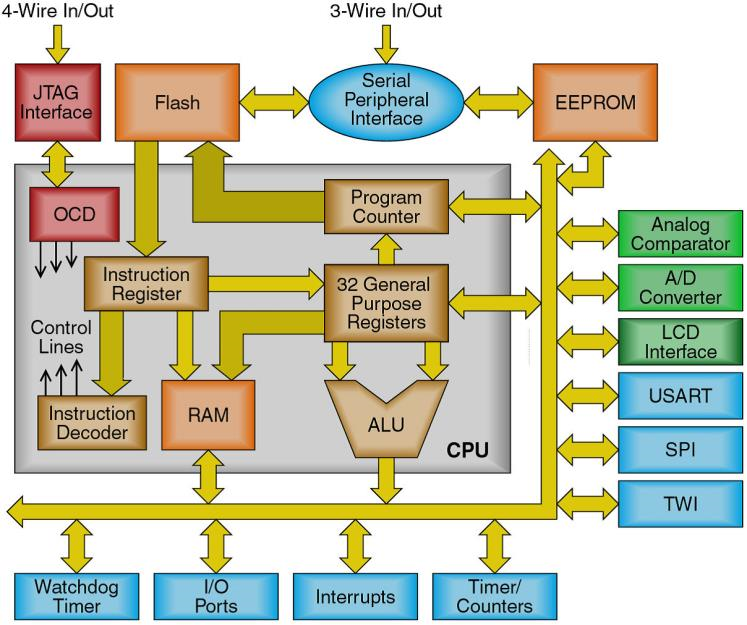 4-Wire In/Out
3-Wire In/Out
JTAG
Interface
Flash
Serial
Peripheral
Interface
EEPROM
OCD
Program
Counter
Analog
Comparator
Instruction
Register
32 General
Purpose
Registers
A/D
Converter
Control
Lines
LCD
Interface
Instruction
Decoder
RAM
ALU
CPU
USART
SPI
TWI
Watchdog
Timer
I/O
Ports
Interrupts
Timer/
Counters